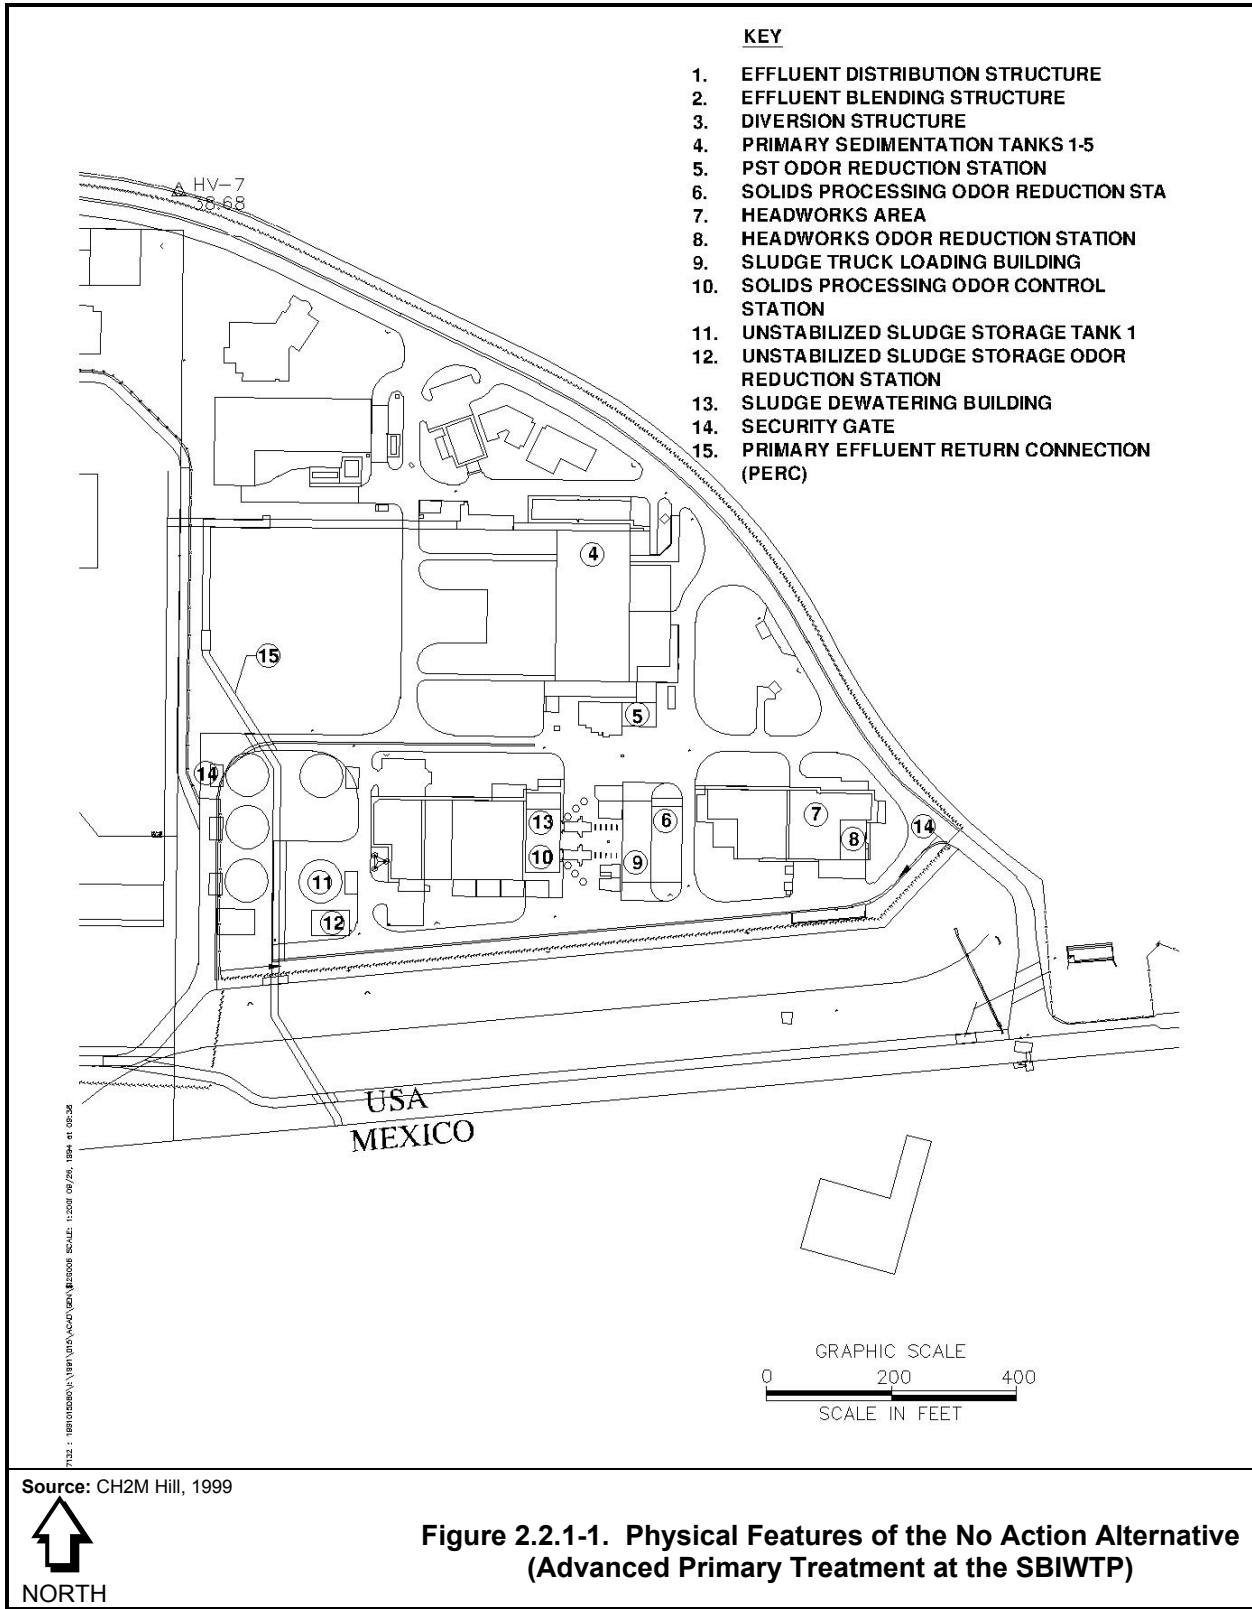 KEY
1. EFFLUENT DISTRIBUTION STRUCTURE
2. EFFLUENT BLENDING STRUCTURE
3. DIVERSION STRUCTURE
4. PRIMARY SEDIMENTATION TANKS 1-5
5. PST ODOR REDUCTION STATION
6. SOLIDS PROCESSING ODOR REDUCTION STA
7. HEADWORKS AREA
8. HEADWORKS ODOR REDUCTION STATION
9. SLUDGE TRUCK LOADING BUILDING
10. SOLIDS PROCESSING ODOR CONTROL
STATION
11. UNSTABILIZED SLUDGE STORAGE TANK 1
12. UNSTABILIZED SLUDGE STORAGE ODOR
REDUCTION STATION
13. SLUDGE DEWATERING BUILDING
14. SECURITY GATE
15. PRIMARY EFFLUENT RETURN CONNECTION
(PERC)
HV-7
38.68
4
15
5
14
13
6
7
14
8
10
9
11
12
USA
MEXICO
GRAPHIC SCALE
0 200 400
SCALE IN FEET
Source: CH2M Hill, 1999
NORTH
Figure 2.2.1-1. Physical Features of the No Action Alternative
(Advanced Primary Treatment at the SBIWTP)